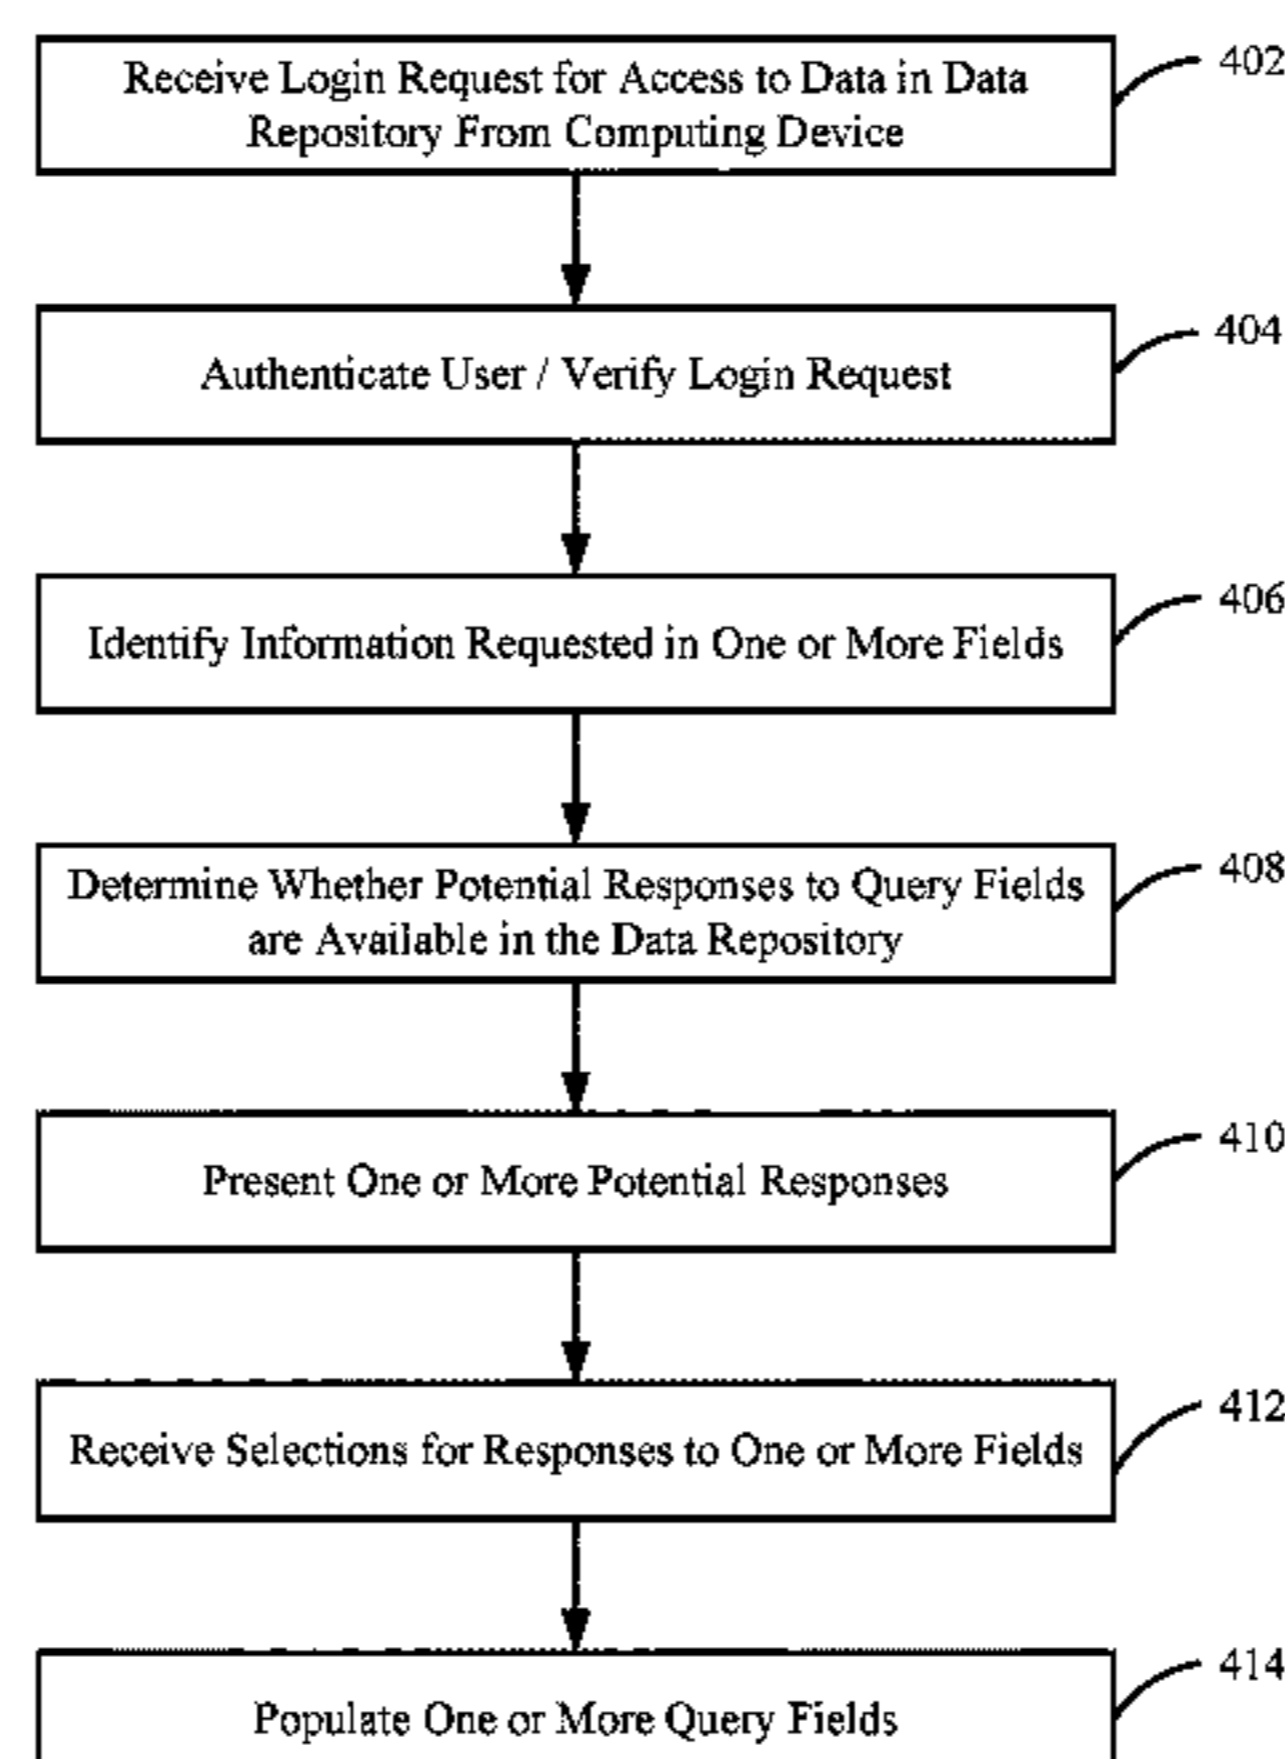 Receive Login Request for Access to Data in Data
Repository From Computing Device
402
Authenticate User / Verify Login Request
404
Identify Information Requested in One or More Fields
406
Determine Whether Potential Responses to Query Fields
are Available in the Data Repository
408
Present One or More Potential Responses
410
Receive Selections for Responses to One or More Fields
412
Populate One or More Query Fields
414